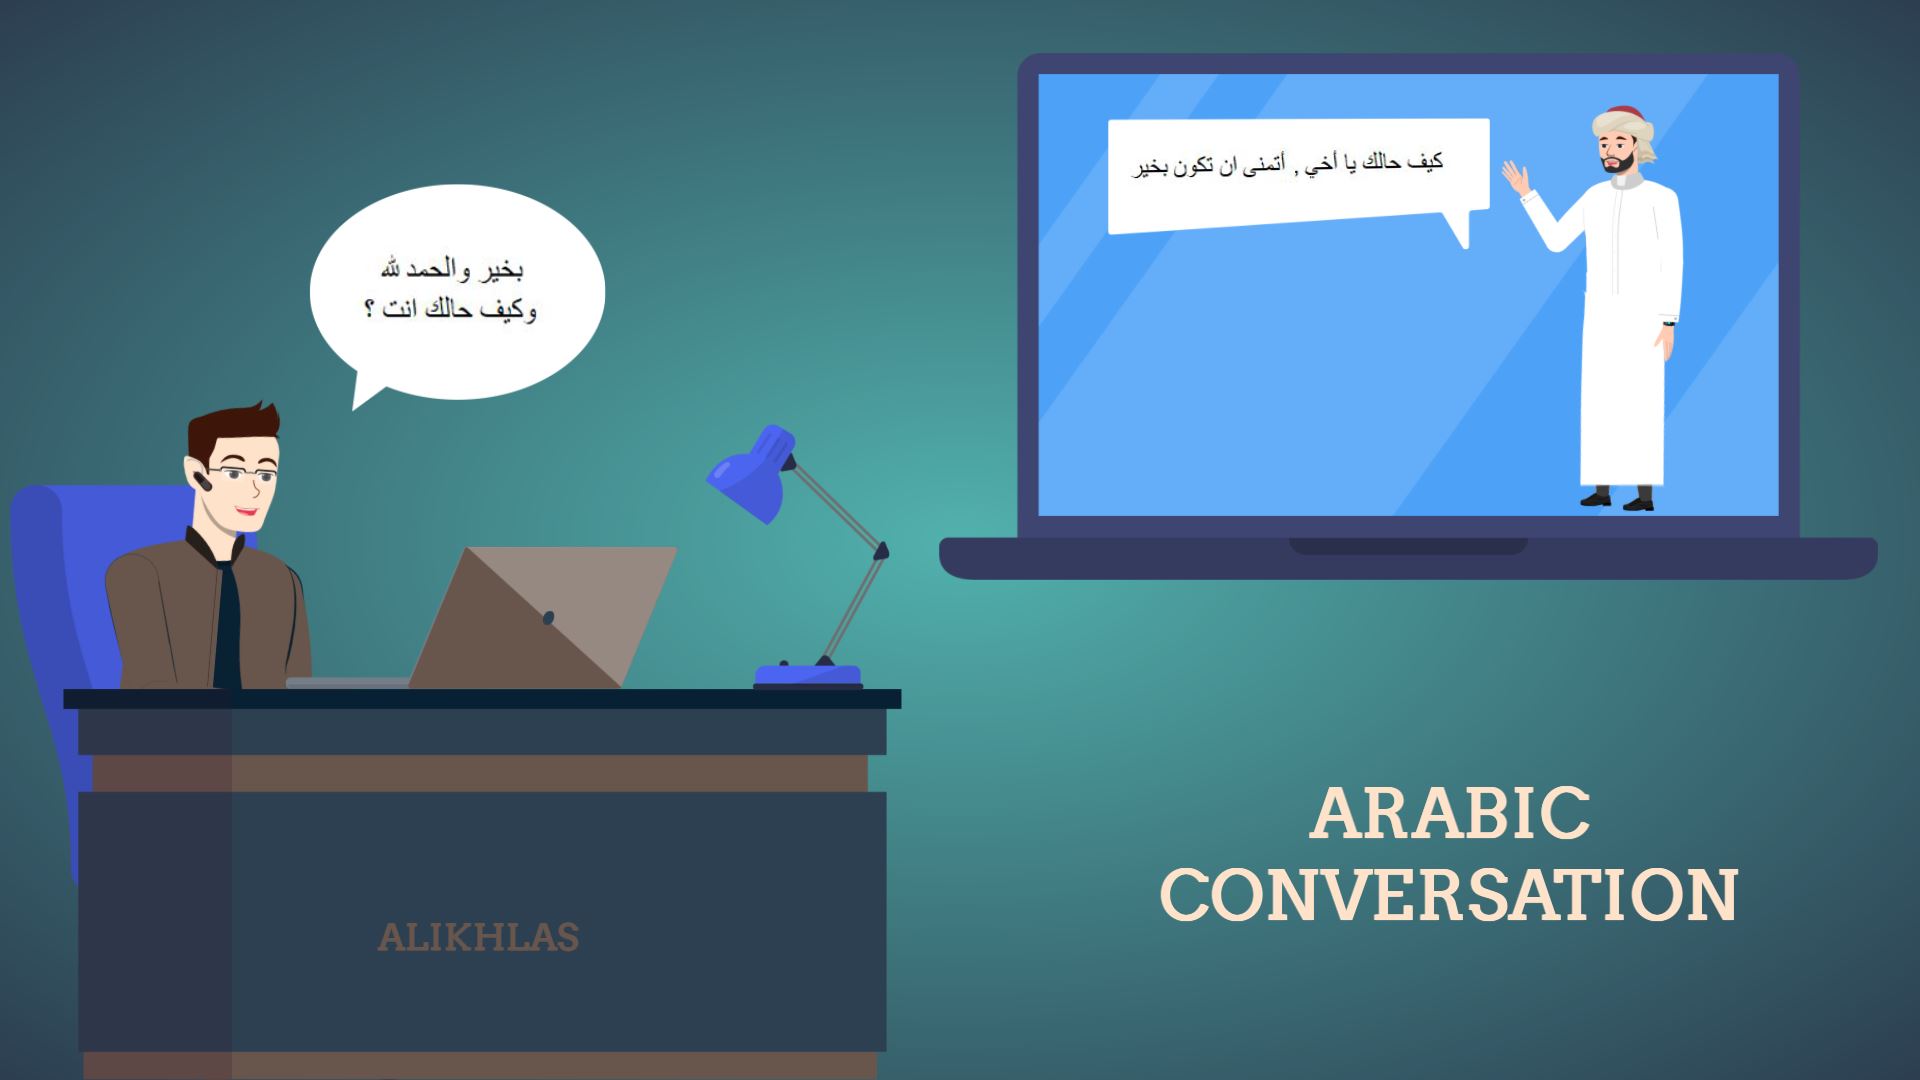 كيف حالك يا أخي , أتمنى ان تكون بخير
بخير والحمد لله
وكيف حالك انت ؟
ARABIC
CONVERSATION
ALIKHLAS